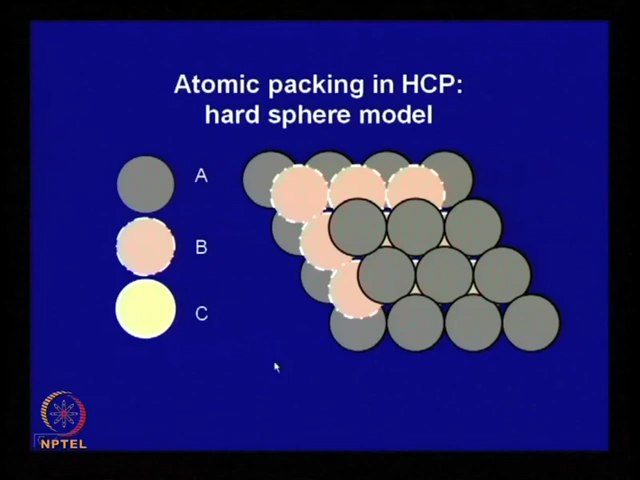 Atomic packing in HCP:
hard sphere model
A
B
C
NPTEL